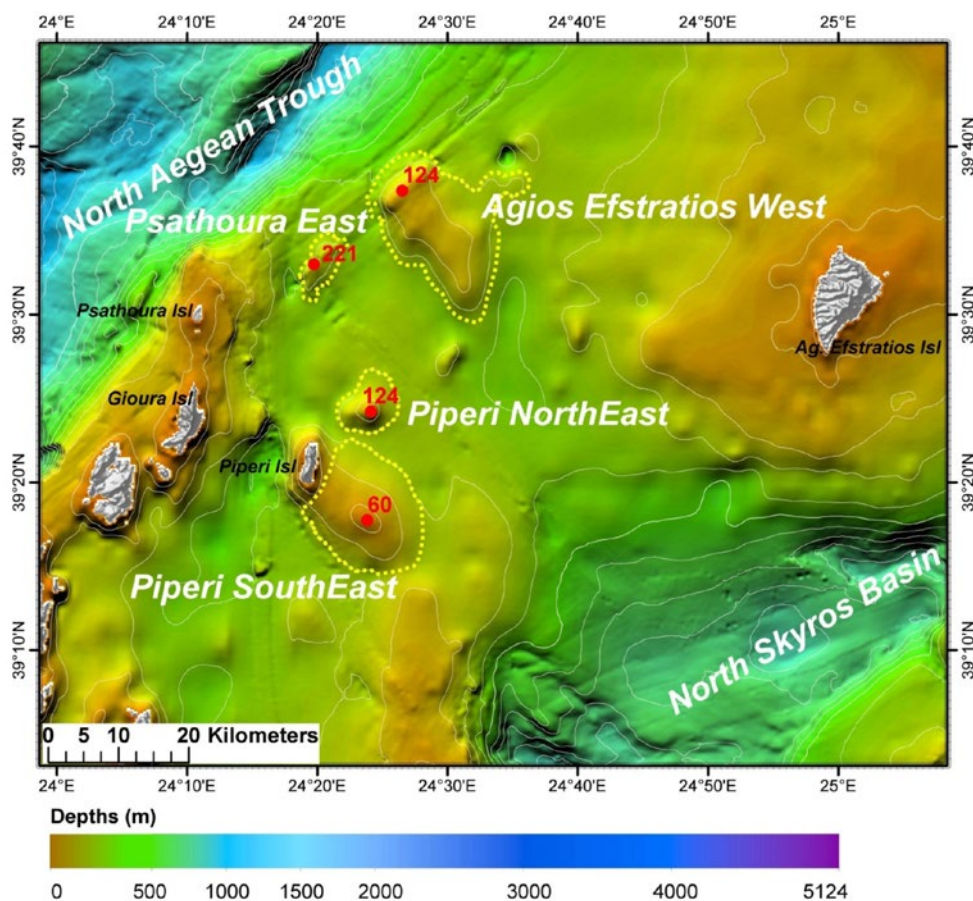 24°E 24°10'E 24°20'E 24°30'E 24°40'E 24°50'E 25°E
39°40'N 39°40'N
North Aegean Trough
124
Psathoura East
Agios Efstratios West
221
Psathoura Isl
39°30'N 39°30'N
Ag. Efstratios Isl
Gioura Isl
124
Piperi NorthEast
Piperi Isl
39°20'N 39°20'N
60
Piperi SouthEast
North Skyros Basin
39°10'N 39°10'N
0 5 10 20 Kilometers
24°E 24°10'E 24°20'E 24°30'E 24°40'E 24°50'E 25°E
Depths (m)
0 500 1000 1500 2000 3000 4000 5124